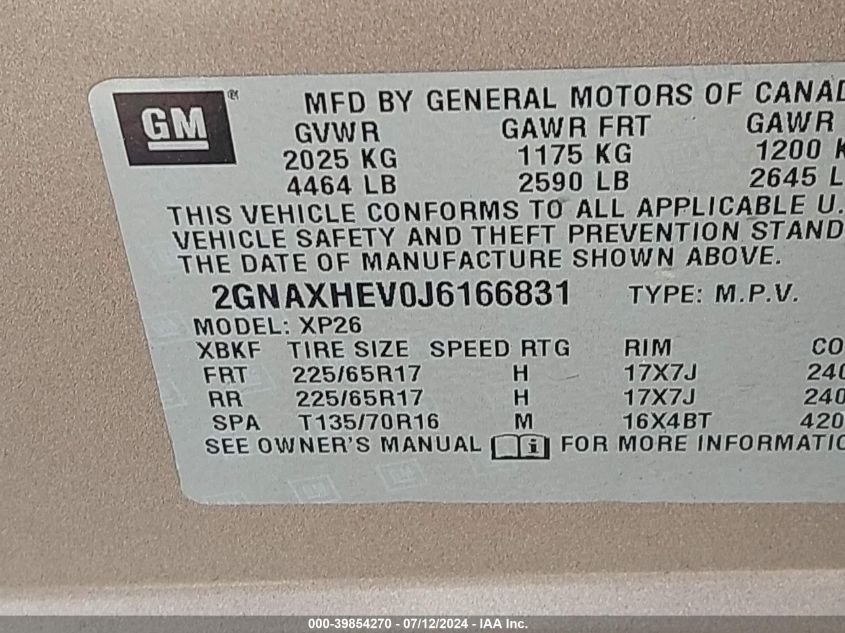 GM ®
MFD BY GENERAL MOTORS OF CANAD
GVWR GAWR FRT GAWR
2025 KG 1175 KG 1200 K
4464 LB 2590 LB 2645 L
THIS VEHICLE CONFORMS TO ALL APPLICABLE U.
VEHICLE SAFETY AND THEFT PREVENTION STAND
THE DATE OF MANUFACTURE SHOWN ABOVE.
2GNAXHEV0J6166831 TYPE: M.P.V.
MODEL: XP26
XBKF TIRE SIZE SPEED RTG RIM CO
FRT 225/65R17 H 17X7J 240
RR 225/65R17 H 17X7J 240
SPA T135/70R16 M 16X4BT 420
SEE OWNER'S MANUAL i FOR MORE INFORMATIO
000-39854270 - 07/12/2024 - IAA Inc.